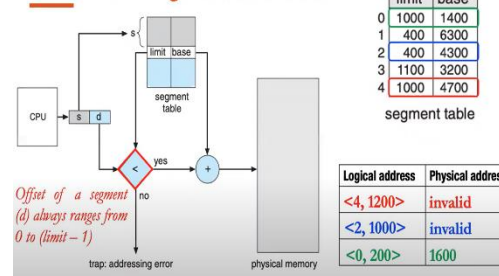 limit base
0 1000 1400
1 400 6300
2 400 4300
3 1100 3200
4 1000 4700
segment table
s
limit base
segment
table
CPU
s d
<
yes
+
no
Offset of a segment
(d) always ranges from
0 to (limit – 1)
trap: addressing error
physical memory
Logical address Physical addres
<4, 1200> invalid
<2, 1000> invalid
<0, 200> 1600